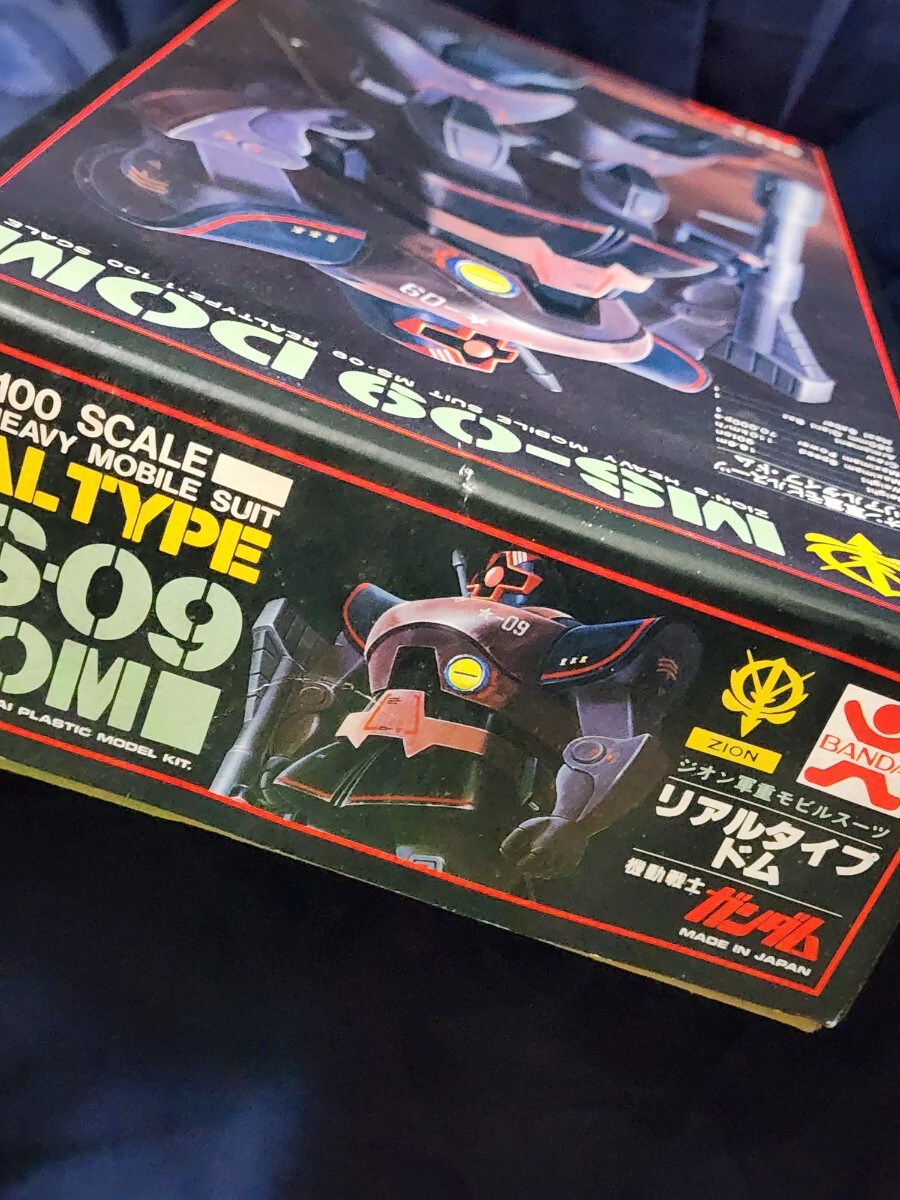 MS-09 DOM
ZION'S HEAVY MOBILE SUIT
MS-09 REALTYPE-1/100 SCALE
09
100 SCALE
HEAVY MOBILE SUIT
ALTYPE
S-09
OM
AI PLASTIC MODEL KIT.
09
ZION
BANDA
ジオン軍重モビルスーツ
リアルタイプ
ドム
機動戦士
ガンダム
MADE IN JAPAN